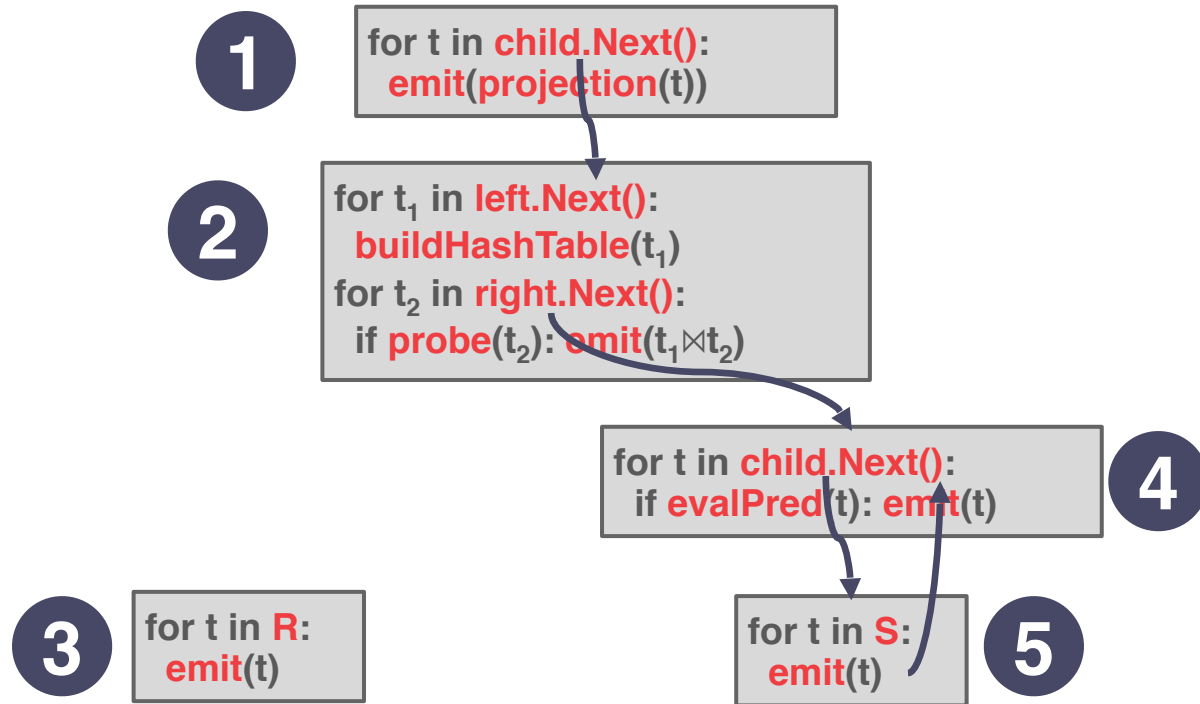 1
for t in child.Next():
emit(projection(t))
2
for t₁ in left.Next():
buildHashTable(t₁)
for t₂ in right.Next():
if probe(t₂): emit(t₁⋈t₂)
for t in child.Next():
if evalPred(t): emit(t)
4
3
for t in R:
emit(t)
for t in S:
emit(t)
5